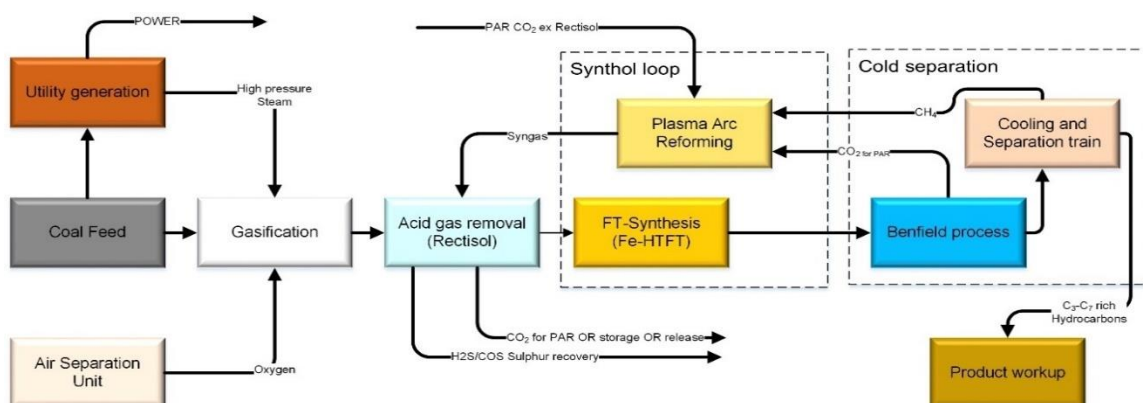 POWER
PAR CO2 ex Rectisol
Synthol loop
Cold separation
Utility generation
High pressure
Steam
Plasma Arc
Reforming
CH4
Cooling and
Separation train
Syngas
CO2 for PAR
Coal Feed
Gasification
Acid gas removal
(Rectisol)
FT-Synthesis
(Fe-HTFT)
Benfield process
C3-C7 rich
Hydrocarbons
CO2 for PAR OR storage OR release
H2S/COS Sulphur recovery
Air Separation
Unit
Oxygen
Product workup